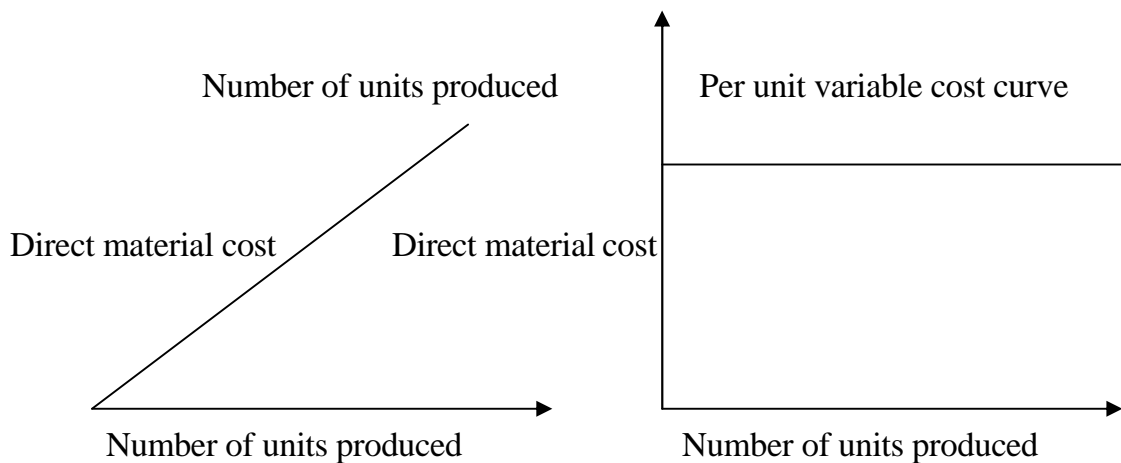 Number of units produced
Per unit variable cost curve
Direct material cost
Direct material cost
Number of units produced
Number of units produced